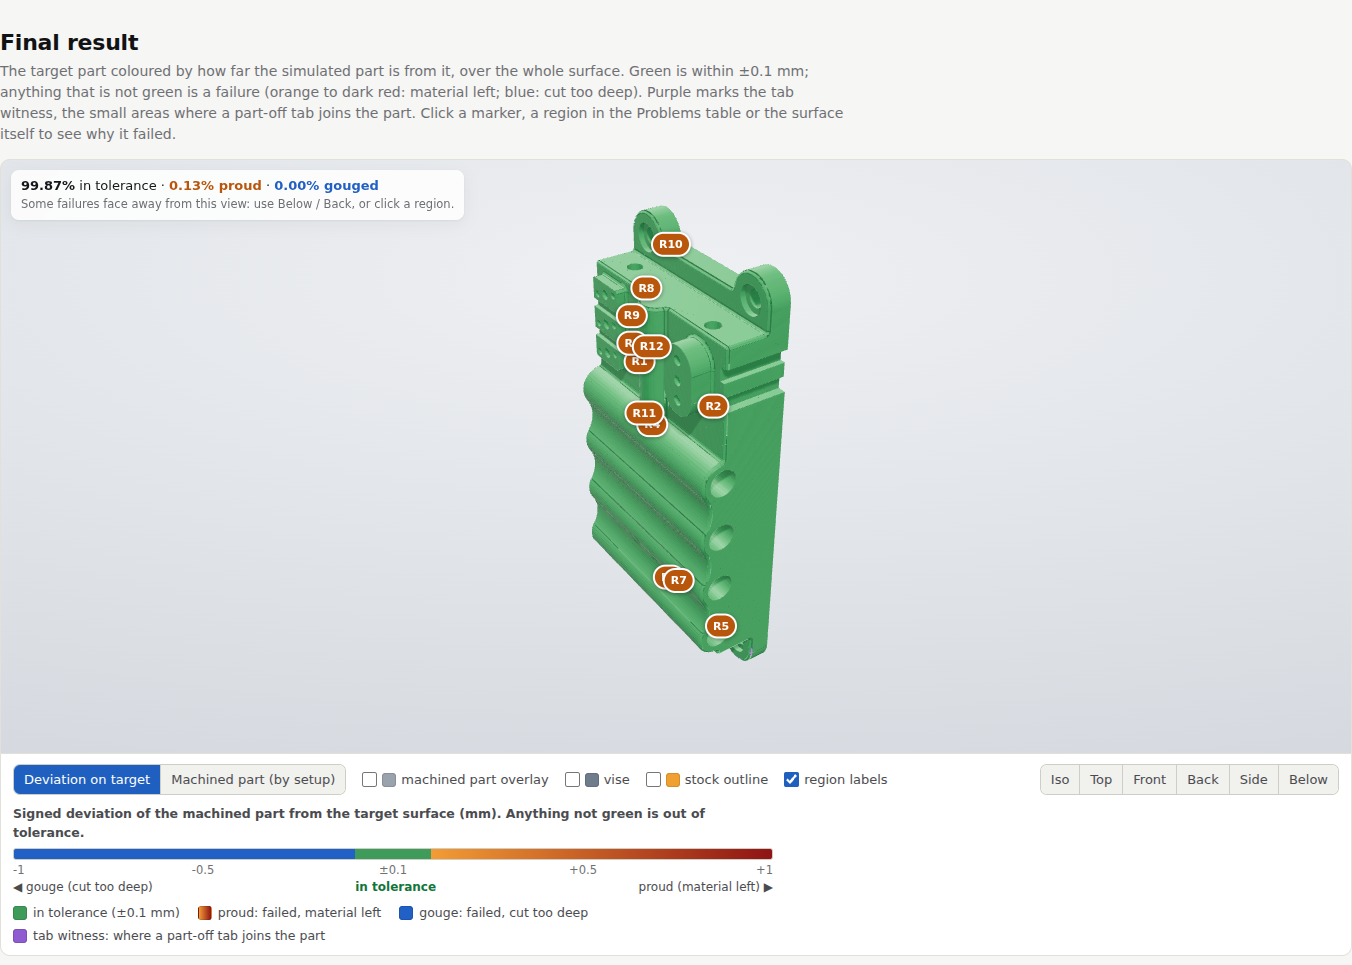 Final result
The target part coloured by how far the simulated part is from it, over the whole surface. Green is within ±0.1 mm;
anything that is not green is a failure (orange to dark red: material left; blue: cut too deep). Purple marks the tab
witness, the small areas where a part-off tab joins the part. Click a marker, a region in the Problems table or the surface
itself to see why it failed.
99.87% in tolerance · 0.13% proud · 0.00% gouged
Some failures face away from this view: use Below / Back, or click a region.
R10
R8
R9
R12
R1
R2
R11
R4
R7
R5
Deviation on target
Machined part (by setup)
machined part overlay
vise
stock outline
region labels
Iso
Top
Front
Back
Side
Below
Signed deviation of the machined part from the target surface (mm). Anything not green is out of
tolerance.
-1
-0.5
±0.1
+0.5
+1
◀ gouge (cut too deep)
in tolerance
proud (material left) ▶
in tolerance (±0.1 mm)
proud: failed, material left
gouge: failed, cut too deep
tab witness: where a part-off tab joins the part